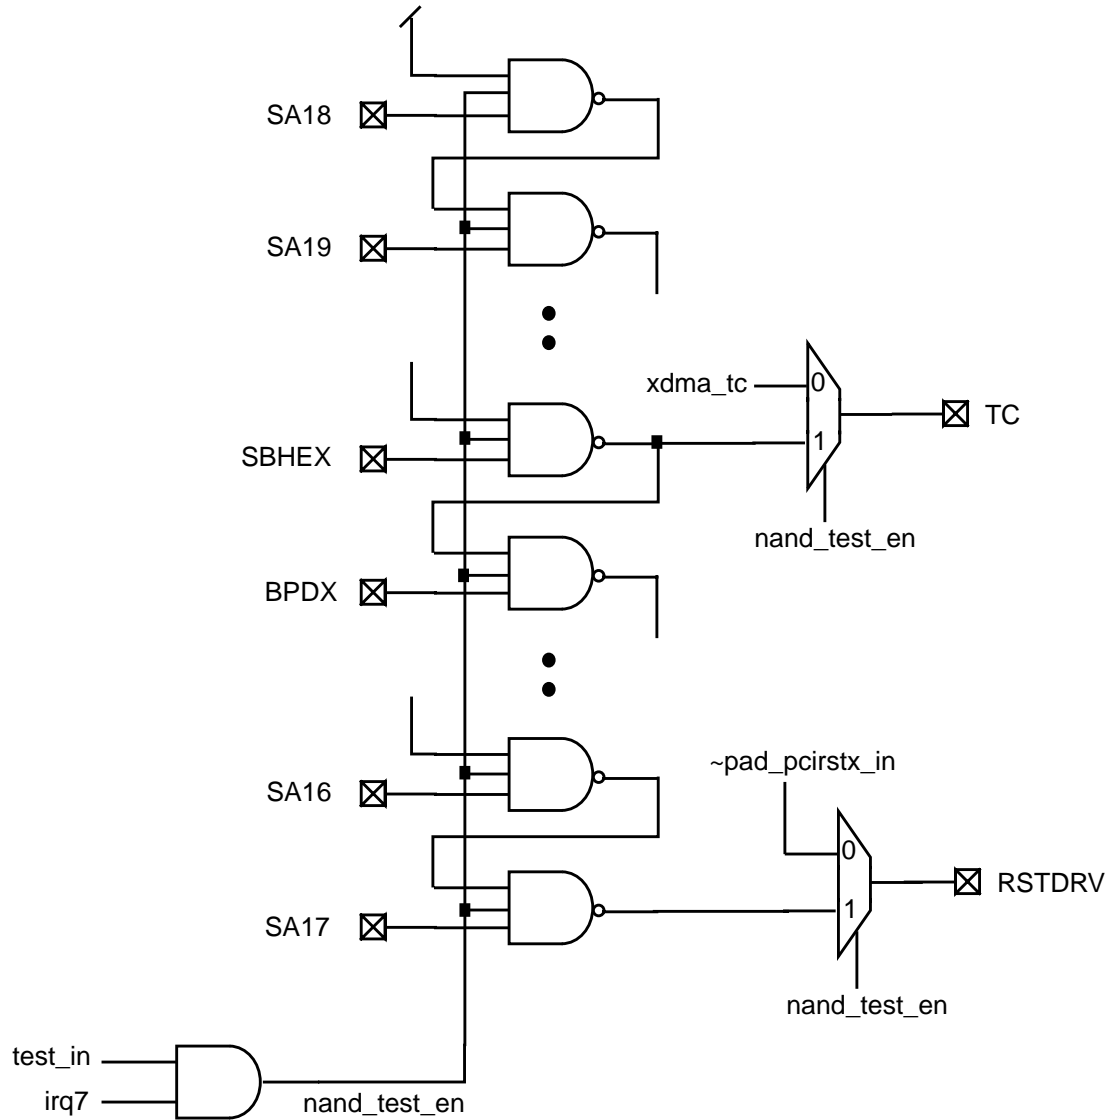 SA18
SA19
xdma_tc
0
TC
SBHEX
1
nand_test_en
BPDX
~pad_pcirstx_in
SA16
0
RSTDRV
1
SA17
nand_test_en
test_in
irq7
nand_test_en